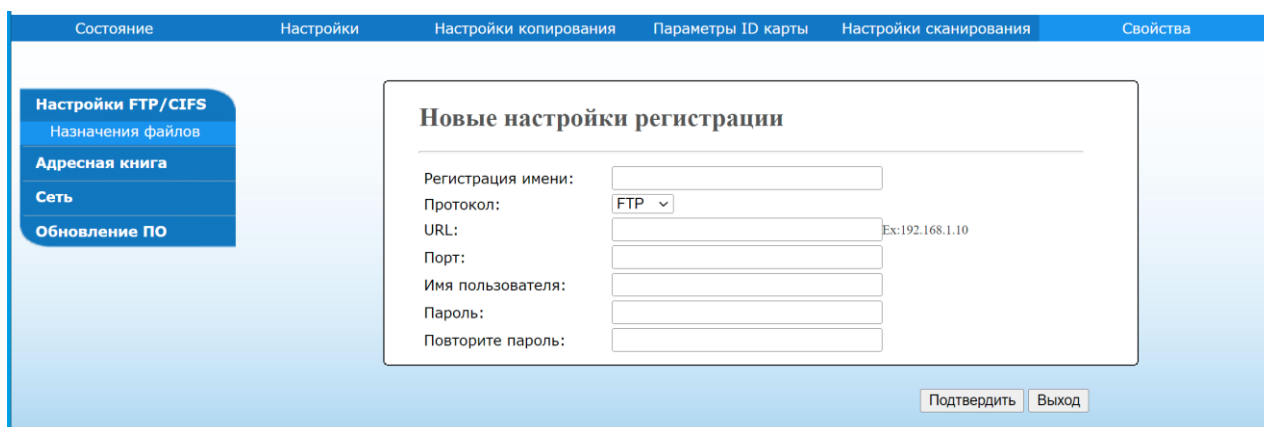 Состояние Настройки Настройки копирования Параметры ID карты Настройки сканирования Свойства
Настройки FTP/CIFS
Назначения файлов
Адресная книга
Сеть
Обновление ПО
Новые настройки регистрации
Регистрация имени:
Протокол: FTP
URL: Ex:192.168.1.10
Порт:
Имя пользователя:
Пароль:
Повторите пароль:
Подтвердить Выход